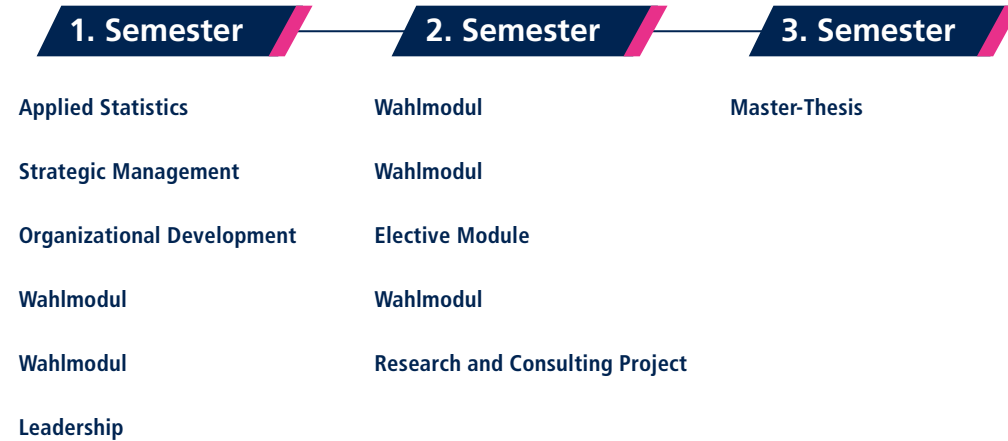 1. Semester
2. Semester
3. Semester
Applied Statistics
Wahlmodul
Master-Thesis
Strategic Management
Wahlmodul
Organizational Development
Elective Module
Wahlmodul
Wahlmodul
Wahlmodul
Research and Consulting Project
Leadership